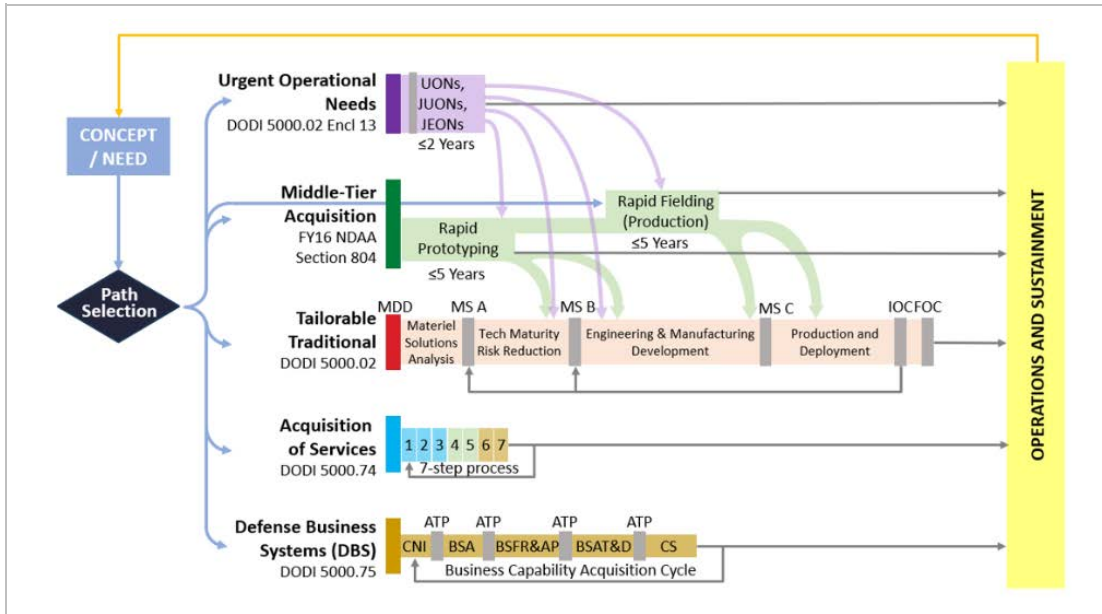 CONCEPT
/ NEED
Path
Selection
Urgent Operational
Needs
DODI 5000.02 Encl 13
UONs,
JUONs,
JEONs
≤2 Years
Middle-Tier
Acquisition
FY16 NDAA
Section 804
Rapid
Prototyping
≤5 Years
Rapid Fielding
(Production)
≤5 Years
Tailorable
Traditional
DODI 5000.02
MDD
MS A
MS B
MS C
IOC
FOC
Materiel
Solutions
Analysis
Tech Maturity
Risk Reduction
Engineering & Manufacturing
Development
Production and
Deployment
Acquisition
of Services
DODI 5000.74
1 2 3 4 5 6 7
7-step process
Defense Business
Systems (DBS)
DODI 5000.75
ATP ATP ATP ATP
CNI BSA BSFR&AP BSAT&D CS
Business Capability Acquisition Cycle
OPERATIONS AND SUSTAINMENT